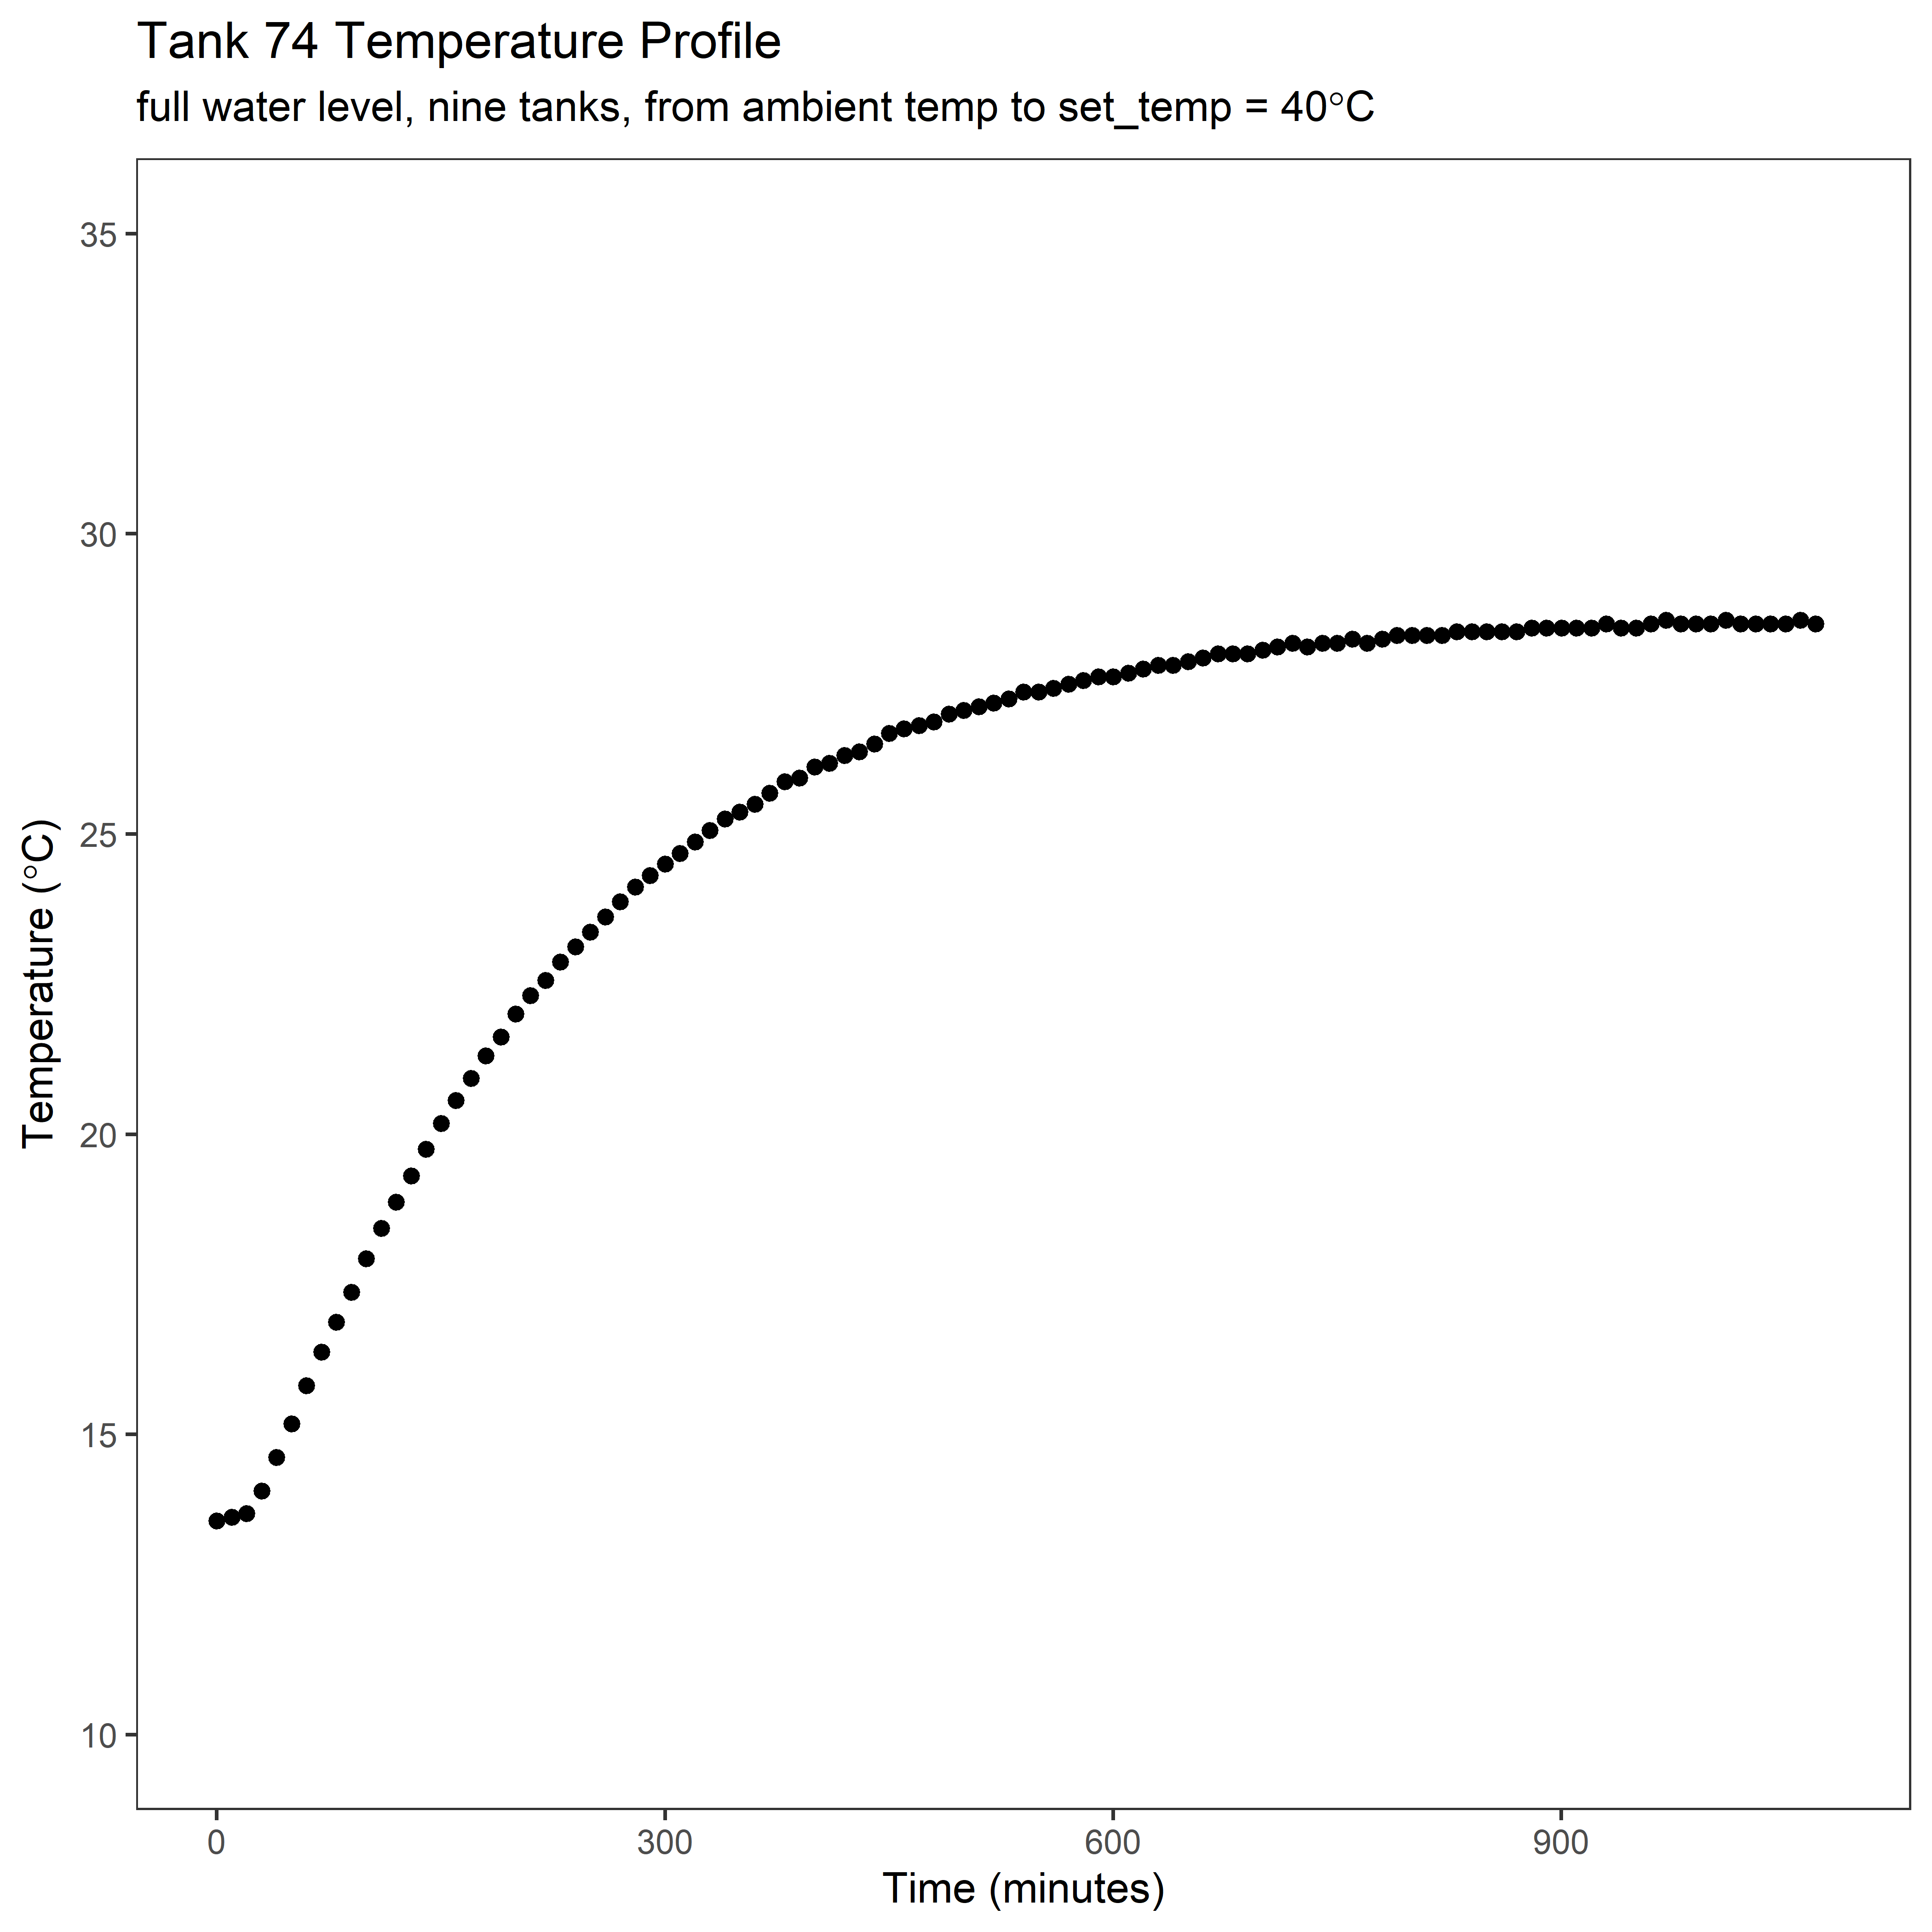 Tank 74 Temperature Profile
full water level, nine tanks, from ambient temp to set_temp = 40°C
35
30
25
20
15
10
Temperature (°C)
0 300 600 900
Time (minutes)